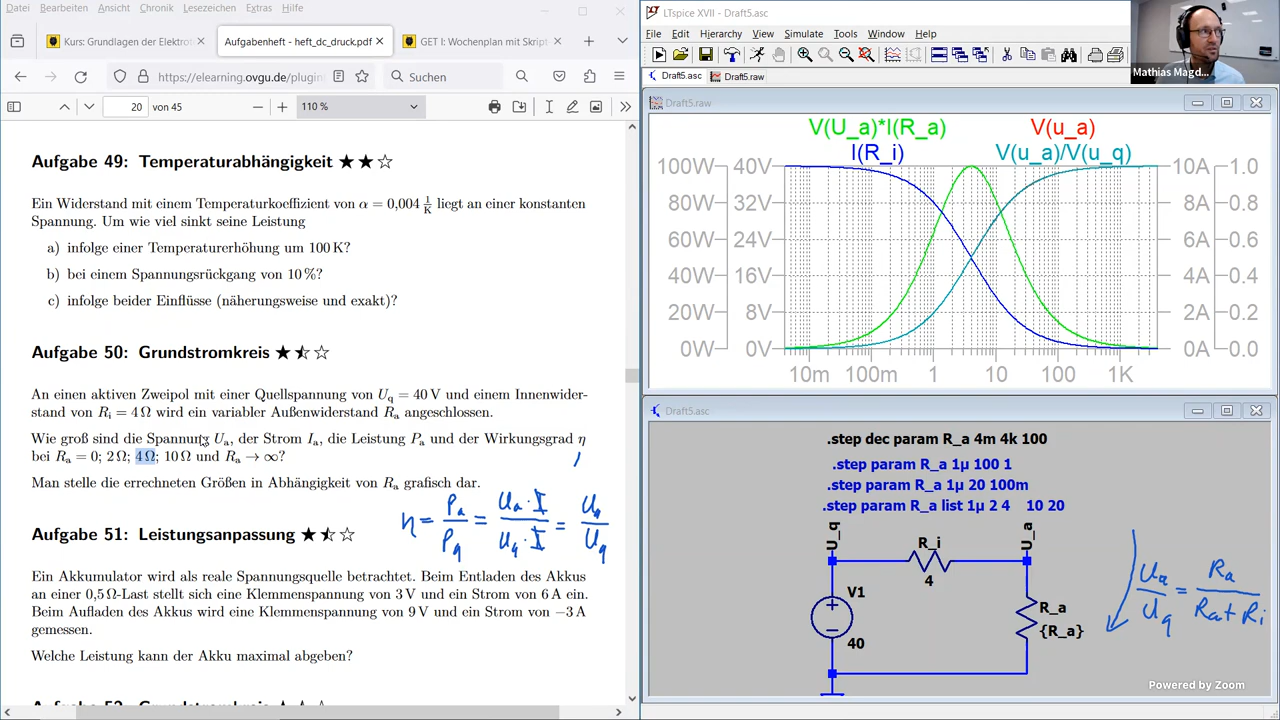 Datei Bearbeiten Ansicht Chronik Lesezeichen Extras Hilfe
Kurs: Grundlagen der Elektrot
Aufgabenheft - heft_dc_druck.pdf
GET I: Wochenplan mit Skript
https://elearning.ovgu.de/plugin
Suchen
20 von 45
110 %
Aufgabe 49: Temperaturabhängigkeit ★★☆
Ein Widerstand mit einem Temperaturkoeffizient von α = 0,004 1/K liegt an einer konstanten
Spannung. Um wie viel sinkt seine Leistung
a) infolge einer Temperaturerhöhung um 100 K?
b) bei einem Spannungsrückgang von 10 %?
c) infolge beider Einflüsse (näherungsweise und exakt)?
Aufgabe 50: Grundstromkreis
An einen aktiven Zweipol mit einer Quellspannung von U_q = 40 V und einem Innenwider-
stand von R_i = 4 Ω wird ein variabler Außenwiderstand R_a angeschlossen.
Wie groß sind die Spannung U_a, der Strom I_a, die Leistung P_a und der Wirkungsgrad η
bei R_a = 0; 2 Ω; 4 Ω; 10 Ω und R_a → ∞?
Man stelle die errechneten Größen in Abhängigkeit von R_a grafisch dar.
η = P_a/P_q = U_a · I / U_q · I = U_a/U_q
Aufgabe 51: Leistungsanpassung
Ein Akkumulator wird als reale Spannungsquelle betrachtet. Beim Entladen des Akkus
an einer 0,5 Ω-Last stellt sich eine Klemmenspannung von 3 V und ein Strom von 6 A ein.
Beim Aufladen des Akkus wird eine Klemmenspannung von 9 V und ein Strom von −3 A
gemessen.
Welche Leistung kann der Akku maximal abgeben?
LTspice XVII - Draft5.asc
File Edit Hierarchy View Simulate Tools Window Help
Draft5.asc Draft5.raw
Mathias Magd...
Draft5.raw
V(U_a)*I(R_a) V(u_a)
I(R_i) V(u_a)/V(u_q)
100W 40V 10A 1.0
80W 32V 8A 0.8
60W 24V 6A 0.6
40W 16V 4A 0.4
20W 8V 2A 0.2
0W 0V 0A 0.0
10m 100m 1 10 100 1K
Draft5.asc
.step dec param R_a 4m 4k 100
.step param R_a 1µ 100 1
.step param R_a 1µ 20 100m
.step param R_a list 1µ 2 4 10 20
U_q
R_i
U_a
4
V1
40
R_a
{R_a}
U_a/U_q = R_a/R_a + R_i
Powered by Zoom